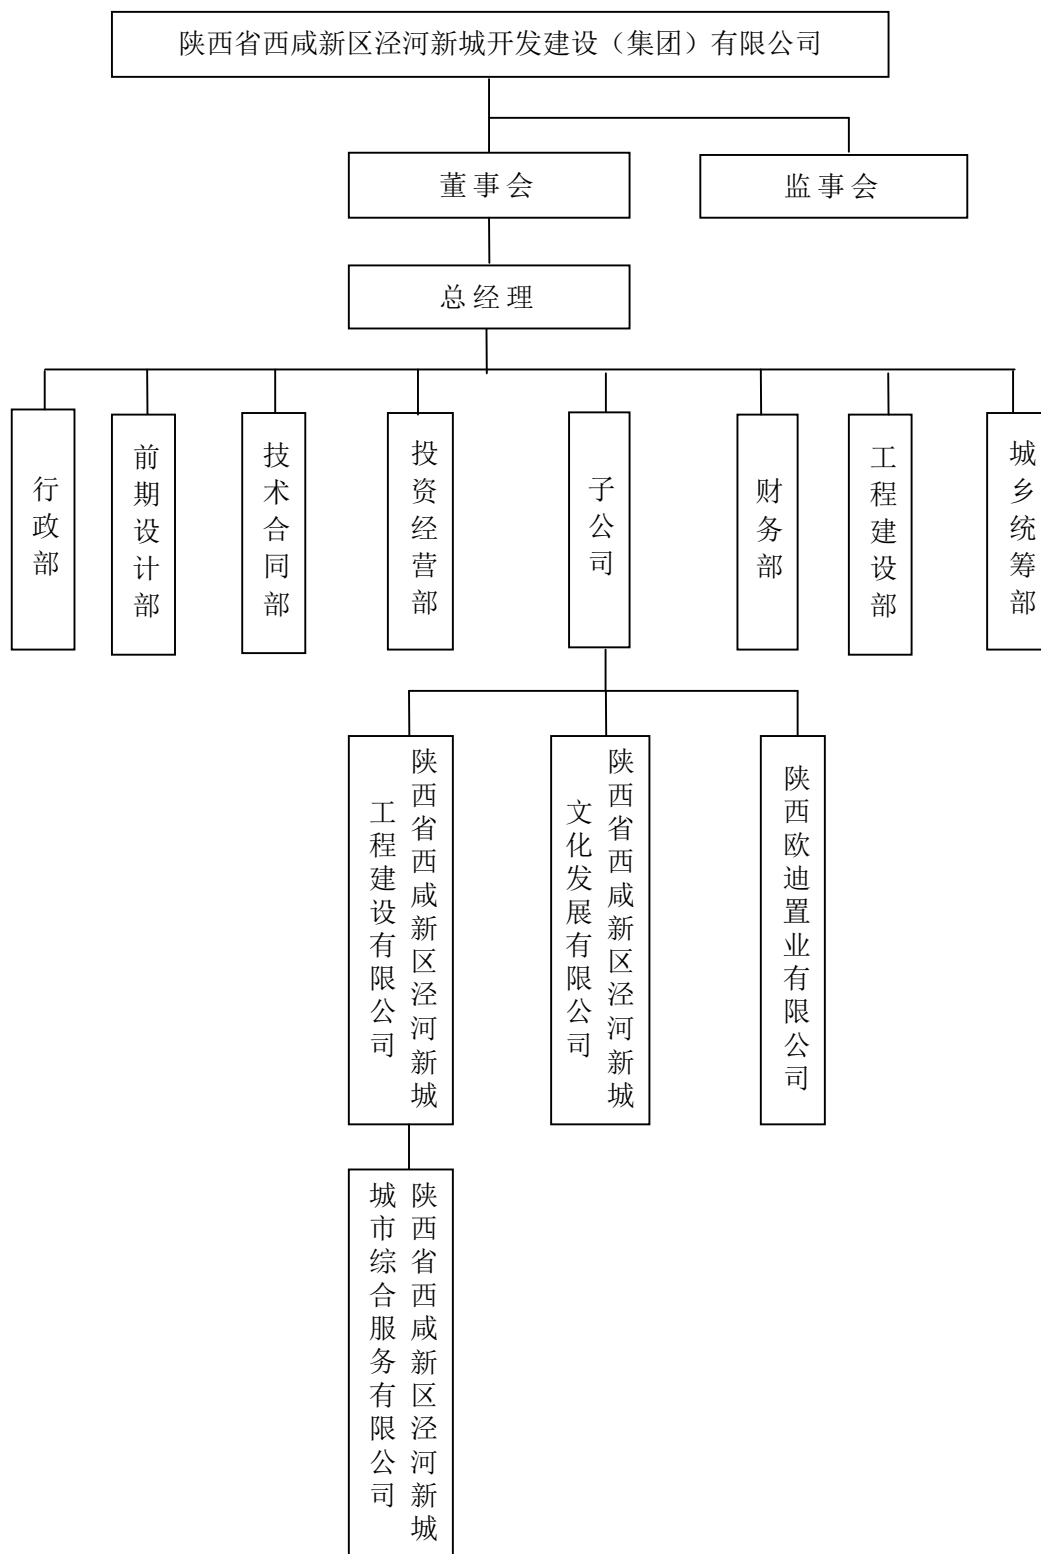 陕西省西咸新区泾河新城开发建设（集团）有限公司
董事会
监事会
总经理
行政部
前期设计部
技术合同部
投资经营部
子公司
财务部
工程建设部
城乡统筹部
陕西省西咸新区泾河新城
工程建设有限公司
陕西省西咸新区泾河新城
文化发展有限公司
陕西欧迪置业有限公司
陕西省西咸新区泾河新城
城市综合服务有限公司